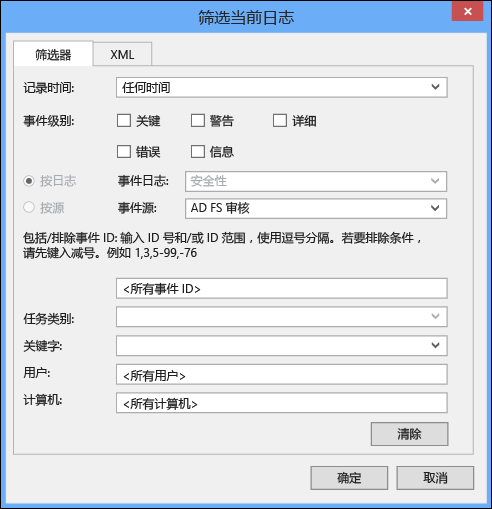 筛选当前日志
筛选器 XML
记录时间: 任何时间
事件级别: 关键 警告 详细
错误 信息
按日志 事件日志: 安全性
按源 事件源: AD FS 审核
包括/排除事件 ID: 输入 ID 号和/或 ID 范围，使用逗号分隔。若要排除条件，
请先键入减号。例如 1,3,5-99,-76
<所有事件 ID>
任务类别:
关键字:
用户: <所有用户>
计算机: <所有计算机>
清除
确定 取消